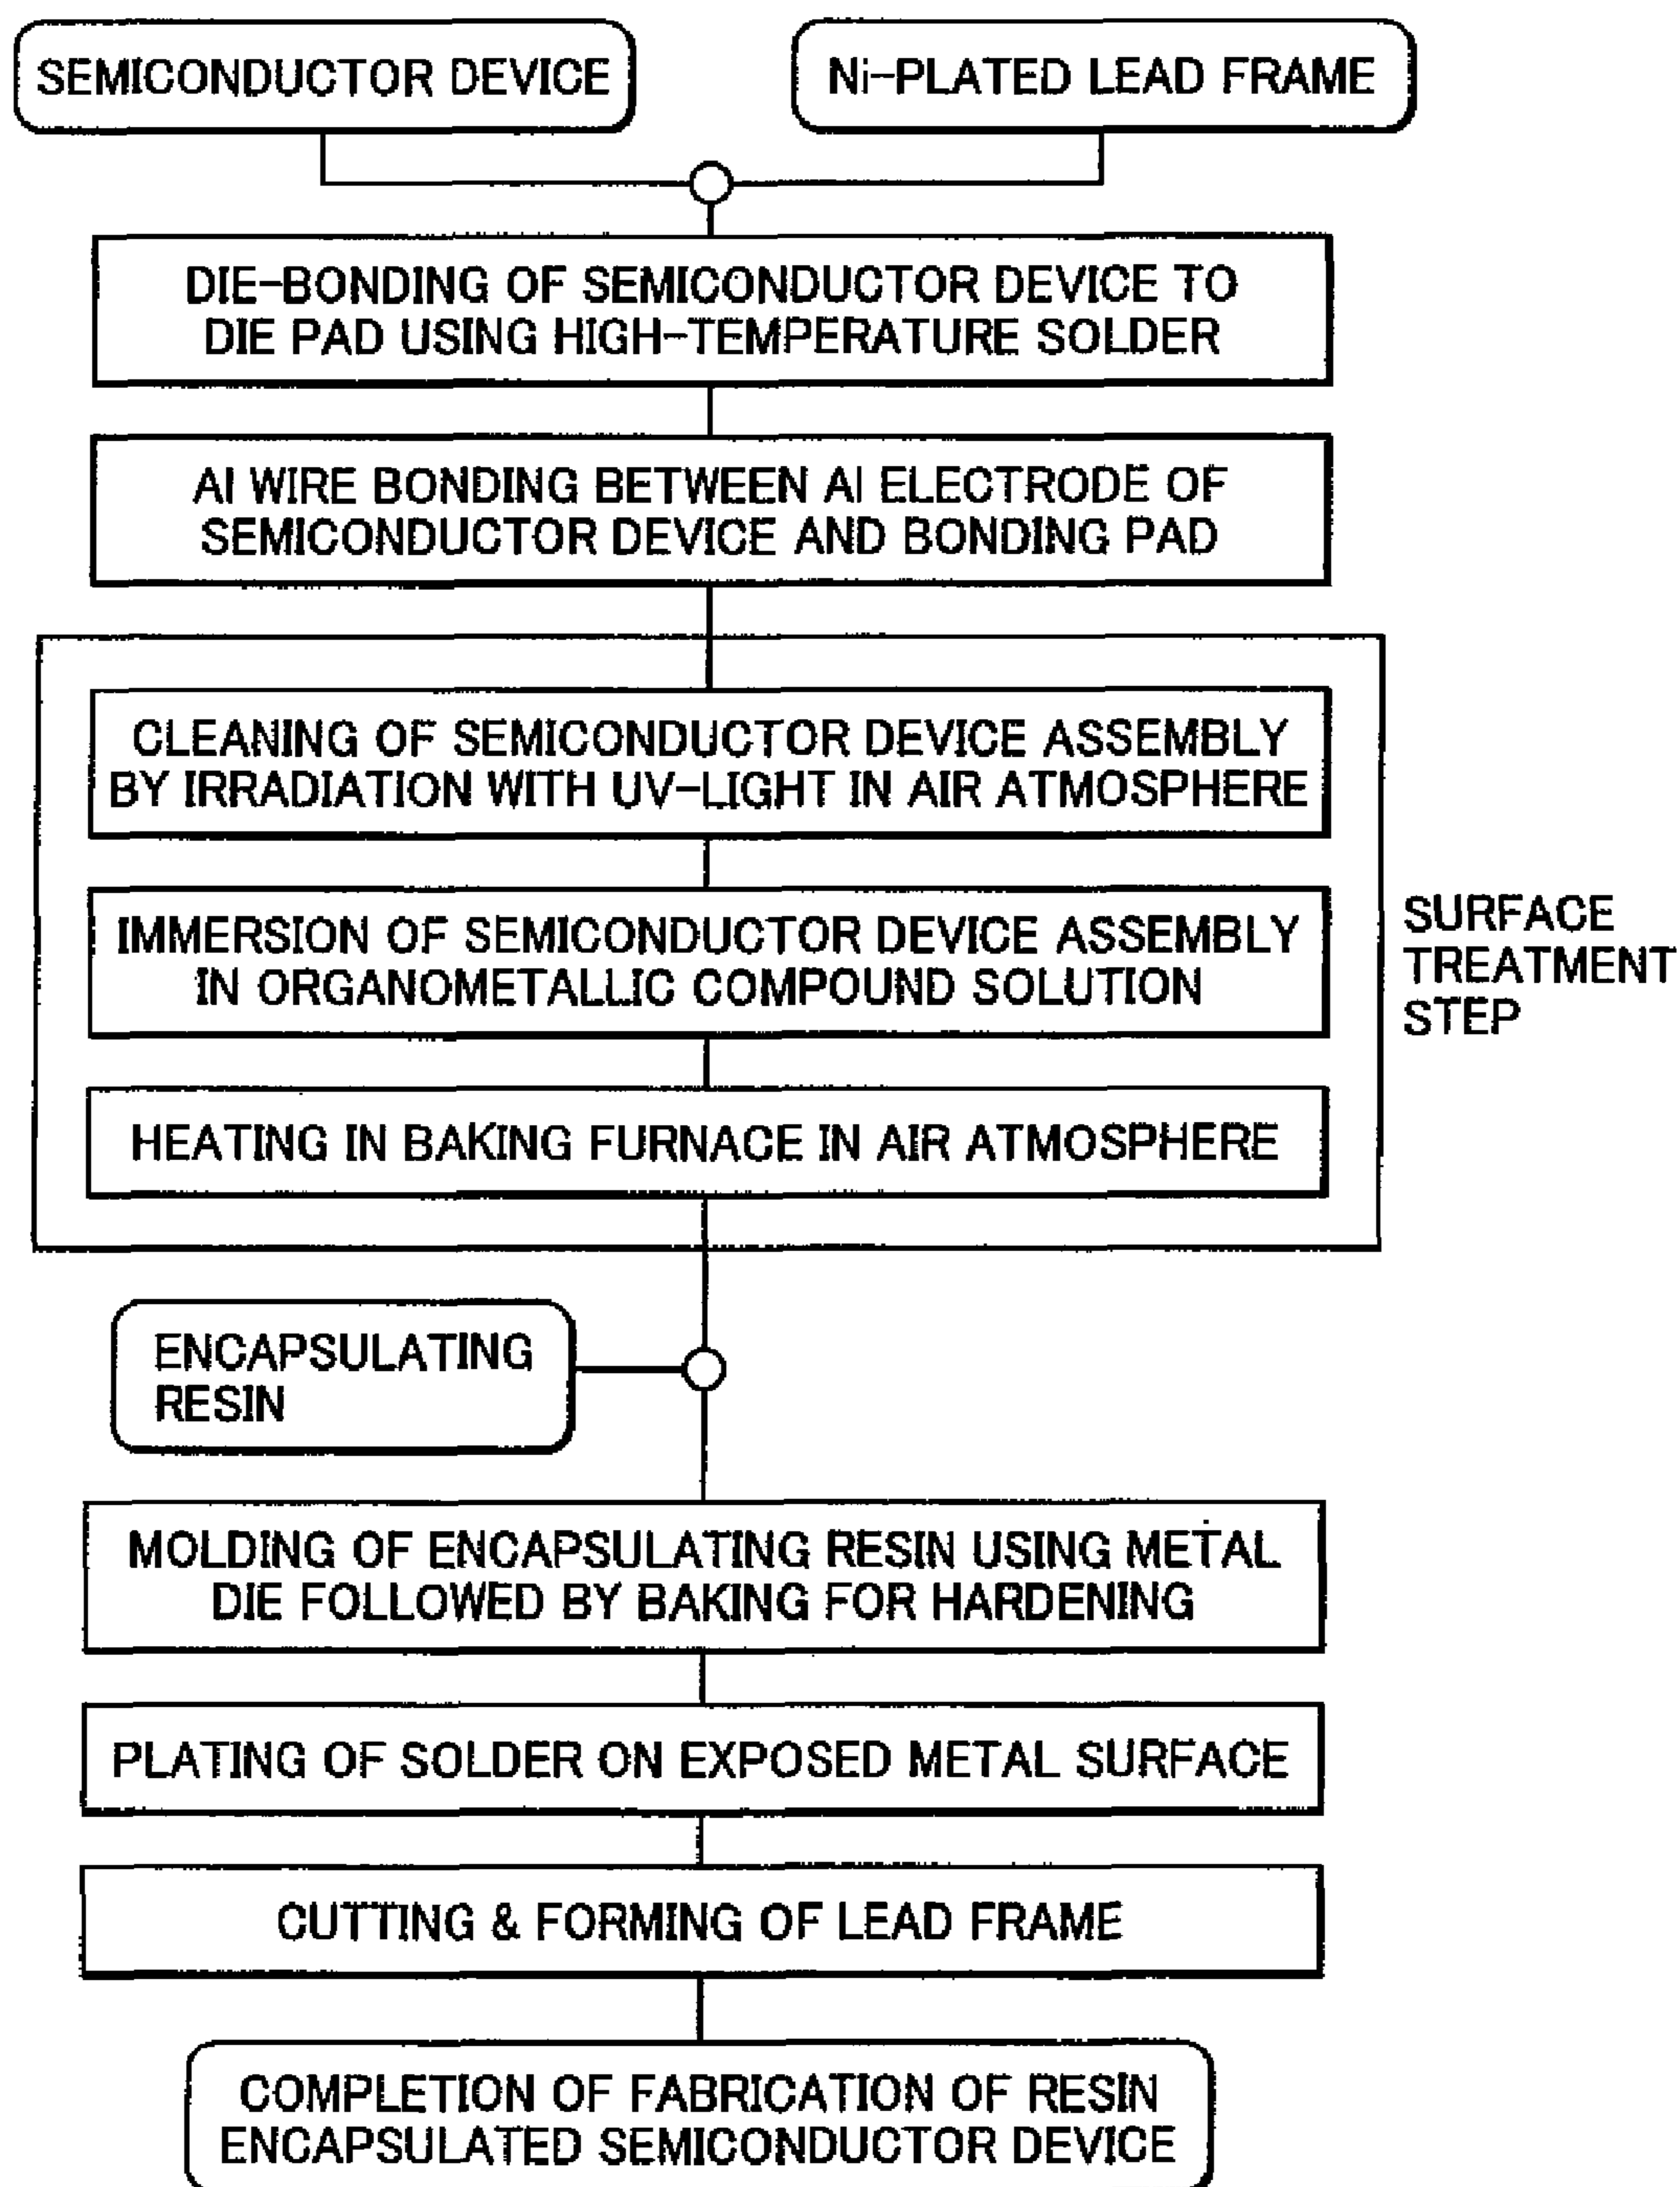 SEMICONDUCTOR DEVICE
Ni-PLATED LEAD FRAME
DIE-BONDING OF SEMICONDUCTOR DEVICE TO
DIE PAD USING HIGH-TEMPERATURE SOLDER
Al WIRE BONDING BETWEEN Al ELECTRODE OF
SEMICONDUCTOR DEVICE AND BONDING PAD
CLEANING OF SEMICONDUCTOR DEVICE ASSEMBLY
BY IRRADIATION WITH UV-LIGHT IN AIR ATMOSPHERE
IMMERSION OF SEMICONDUCTOR DEVICE ASSEMBLY
IN ORGANOMETALLIC COMPOUND SOLUTION
HEATING IN BAKING FURNACE IN AIR ATMOSPHERE
SURFACE
TREATMENT
STEP
ENCAPSULATING
RESIN
MOLDING OF ENCAPSULATING RESIN USING METAL
DIE FOLLOWED BY BAKING FOR HARDENING
PLATING OF SOLDER ON EXPOSED METAL SURFACE
CUTTING & FORMING OF LEAD FRAME
COMPLETION OF FABRICATION OF RESIN
ENCAPSULATED SEMICONDUCTOR DEVICE